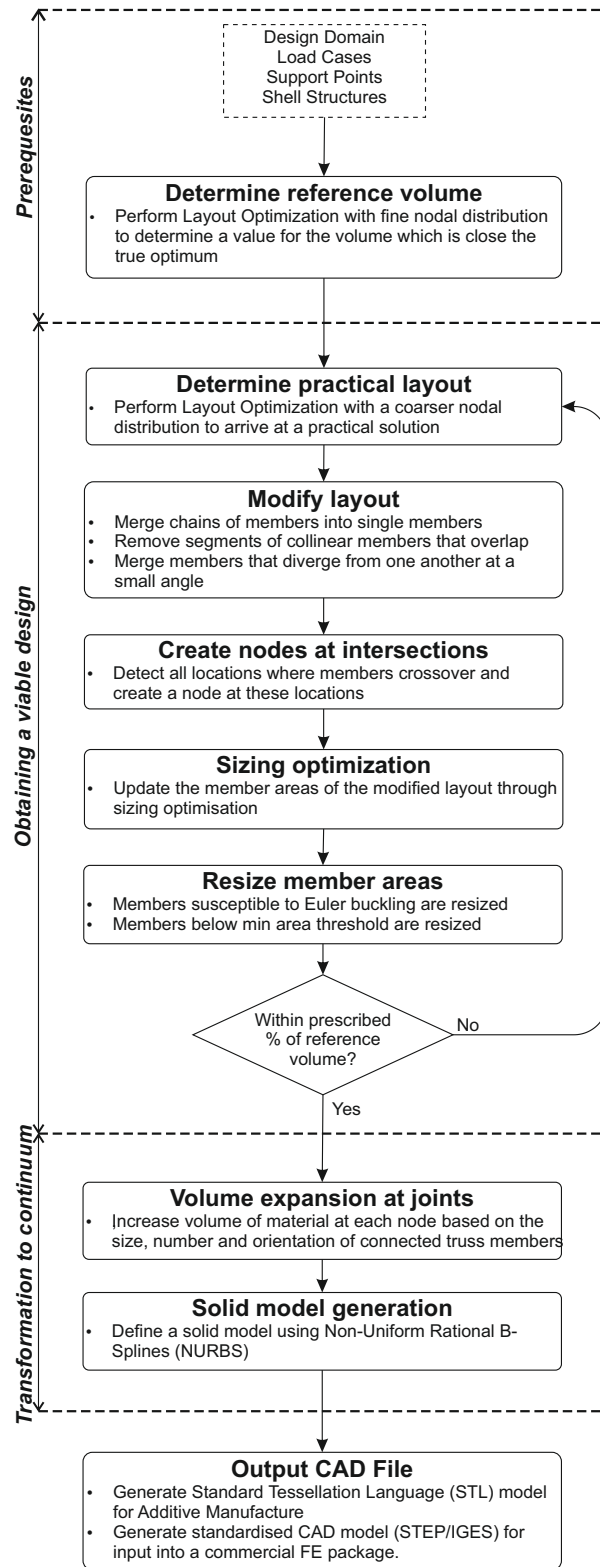 Prerequesites
Design Domain
Load Cases
Support Points
Shell Structures
Determine reference volume
• Perform Layout Optimization with fine nodal distribution
to determine a value for the volume which is close the
true optimum
Obtaining a viable design
Determine practical layout
• Perform Layout Optimization with a coarser nodal
distribution to arrive at a practical solution
Modify layout
• Merge chains of members into single members
• Remove segments of collinear members that overlap
• Merge members that diverge from one another at a
small angle
Create nodes at intersections
• Detect all locations where members crossover and
create a node at these locations
Sizing optimization
• Update the member areas of the modified layout through
sizing optimisation
Resize member areas
• Members susceptible to Euler buckling are resized
• Members below min area threshold are resized
Within prescribed
% of reference
volume?
No
Yes
Transformation to continuum
Volume expansion at joints
• Increase volume of material at each node based on the
size, number and orientation of connected truss members
Solid model generation
• Define a solid model using Non-Uniform Rational B-
Splines (NURBS)
Output CAD File
• Generate Standard Tessellation Language (STL) model
for Additive Manufacture
• Generate standardised CAD model (STEP/IGES) for
input into a commercial FE package.